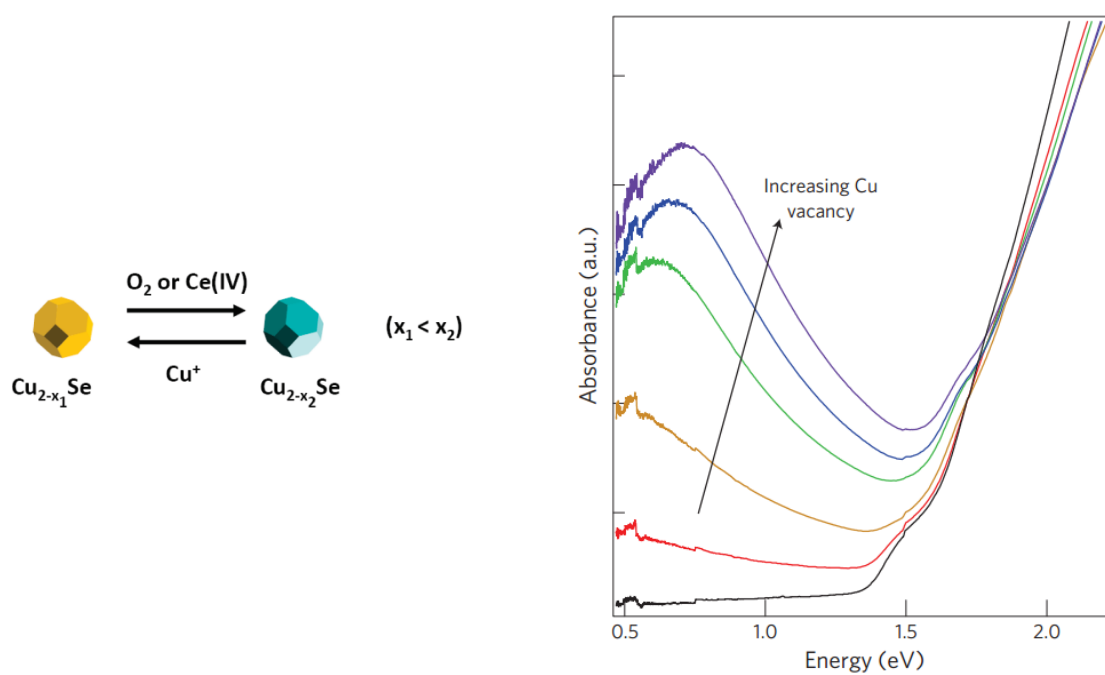 O₂ or Ce(IV)
Cu⁺
(x₁ < x₂)
Cu₂₋ₓ₁Se
Cu₂₋ₓ₂Se
Absorbance (a.u.)
Increasing Cu
vacancy
0.5 1.0 1.5 2.0
Energy (eV)